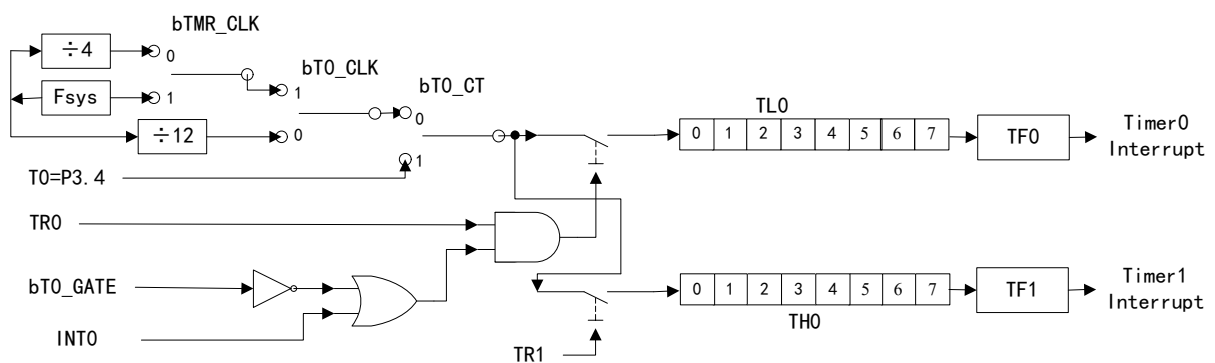 bTMR_CLK
÷4
0
bT0_CLK
Fsys
1
1
bT0_CT
÷12
0
0
1
T0=P3.4
TL0
0 1 2 3 4 5 6 7
TF0
Timer0
Interrupt
TR0
bT0_GATE
INT0
TR1
0 1 2 3 4 5 6 7
TH0
TF1
Timer1
Interrupt